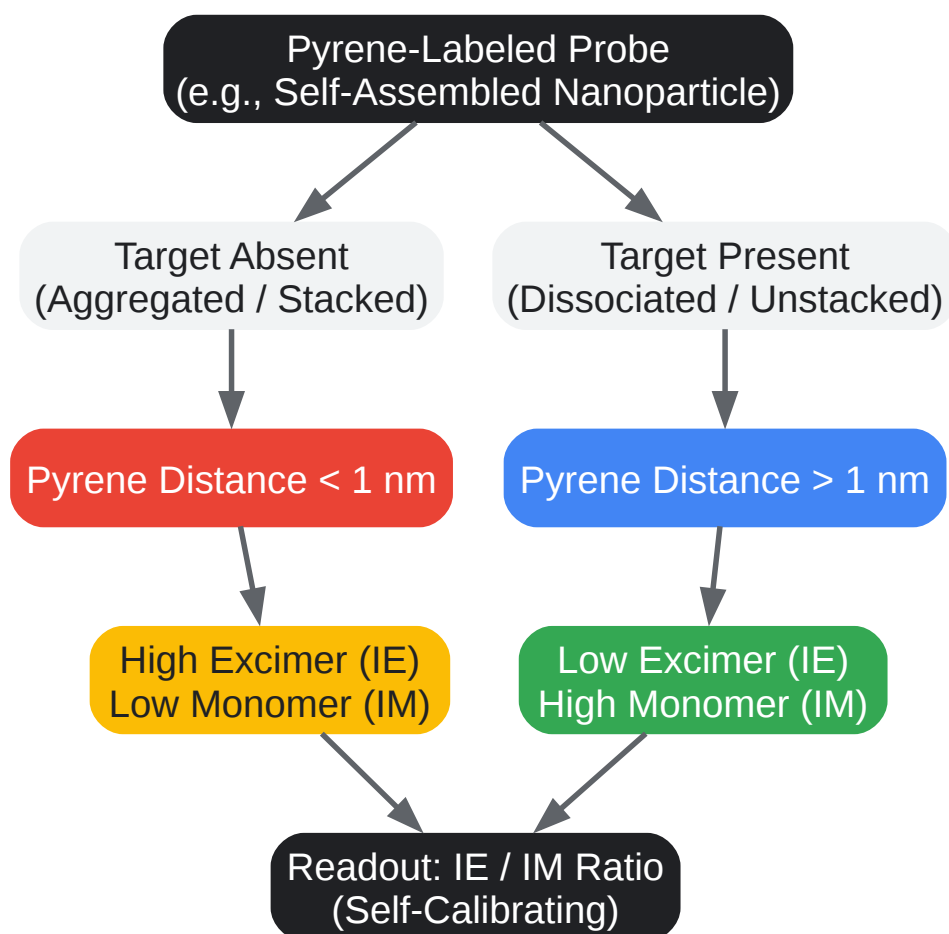 Pyrene-Labeled Probe
(e.g., Self-Assembled Nanoparticle)
Target Absent
(Aggregated / Stacked)
Target Present
(Dissociated / Unstacked)
Pyrene Distance < 1 nm
Pyrene Distance > 1 nm
High Excimer (IE)
Low Monomer (IM)
Low Excimer (IE)
High Monomer (IM)
Readout: IE / IM Ratio
(Self-Calibrating)